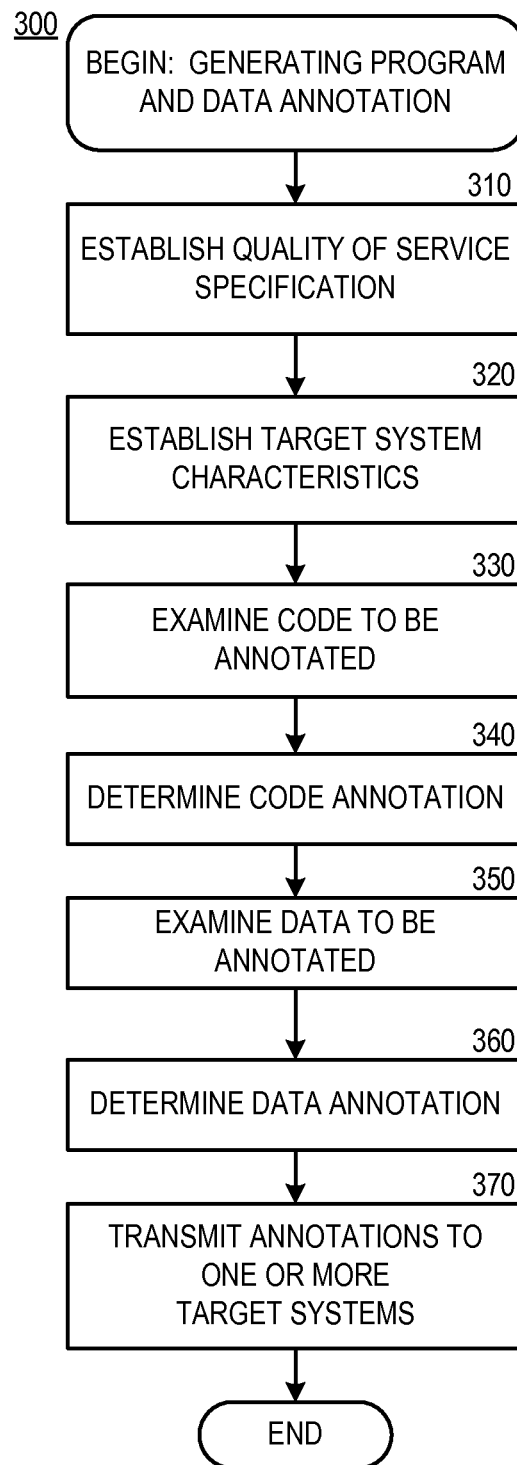 300
BEGIN: GENERATING PROGRAM
AND DATA ANNOTATION
310
ESTABLISH QUALITY OF SERVICE
SPECIFICATION
320
ESTABLISH TARGET SYSTEM
CHARACTERISTICS
330
EXAMINE CODE TO BE
ANNOTATED
340
DETERMINE CODE ANNOTATION
350
EXAMINE DATA TO BE
ANNOTATED
360
DETERMINE DATA ANNOTATION
370
TRANSMIT ANNOTATIONS TO
ONE OR MORE
TARGET SYSTEMS
END